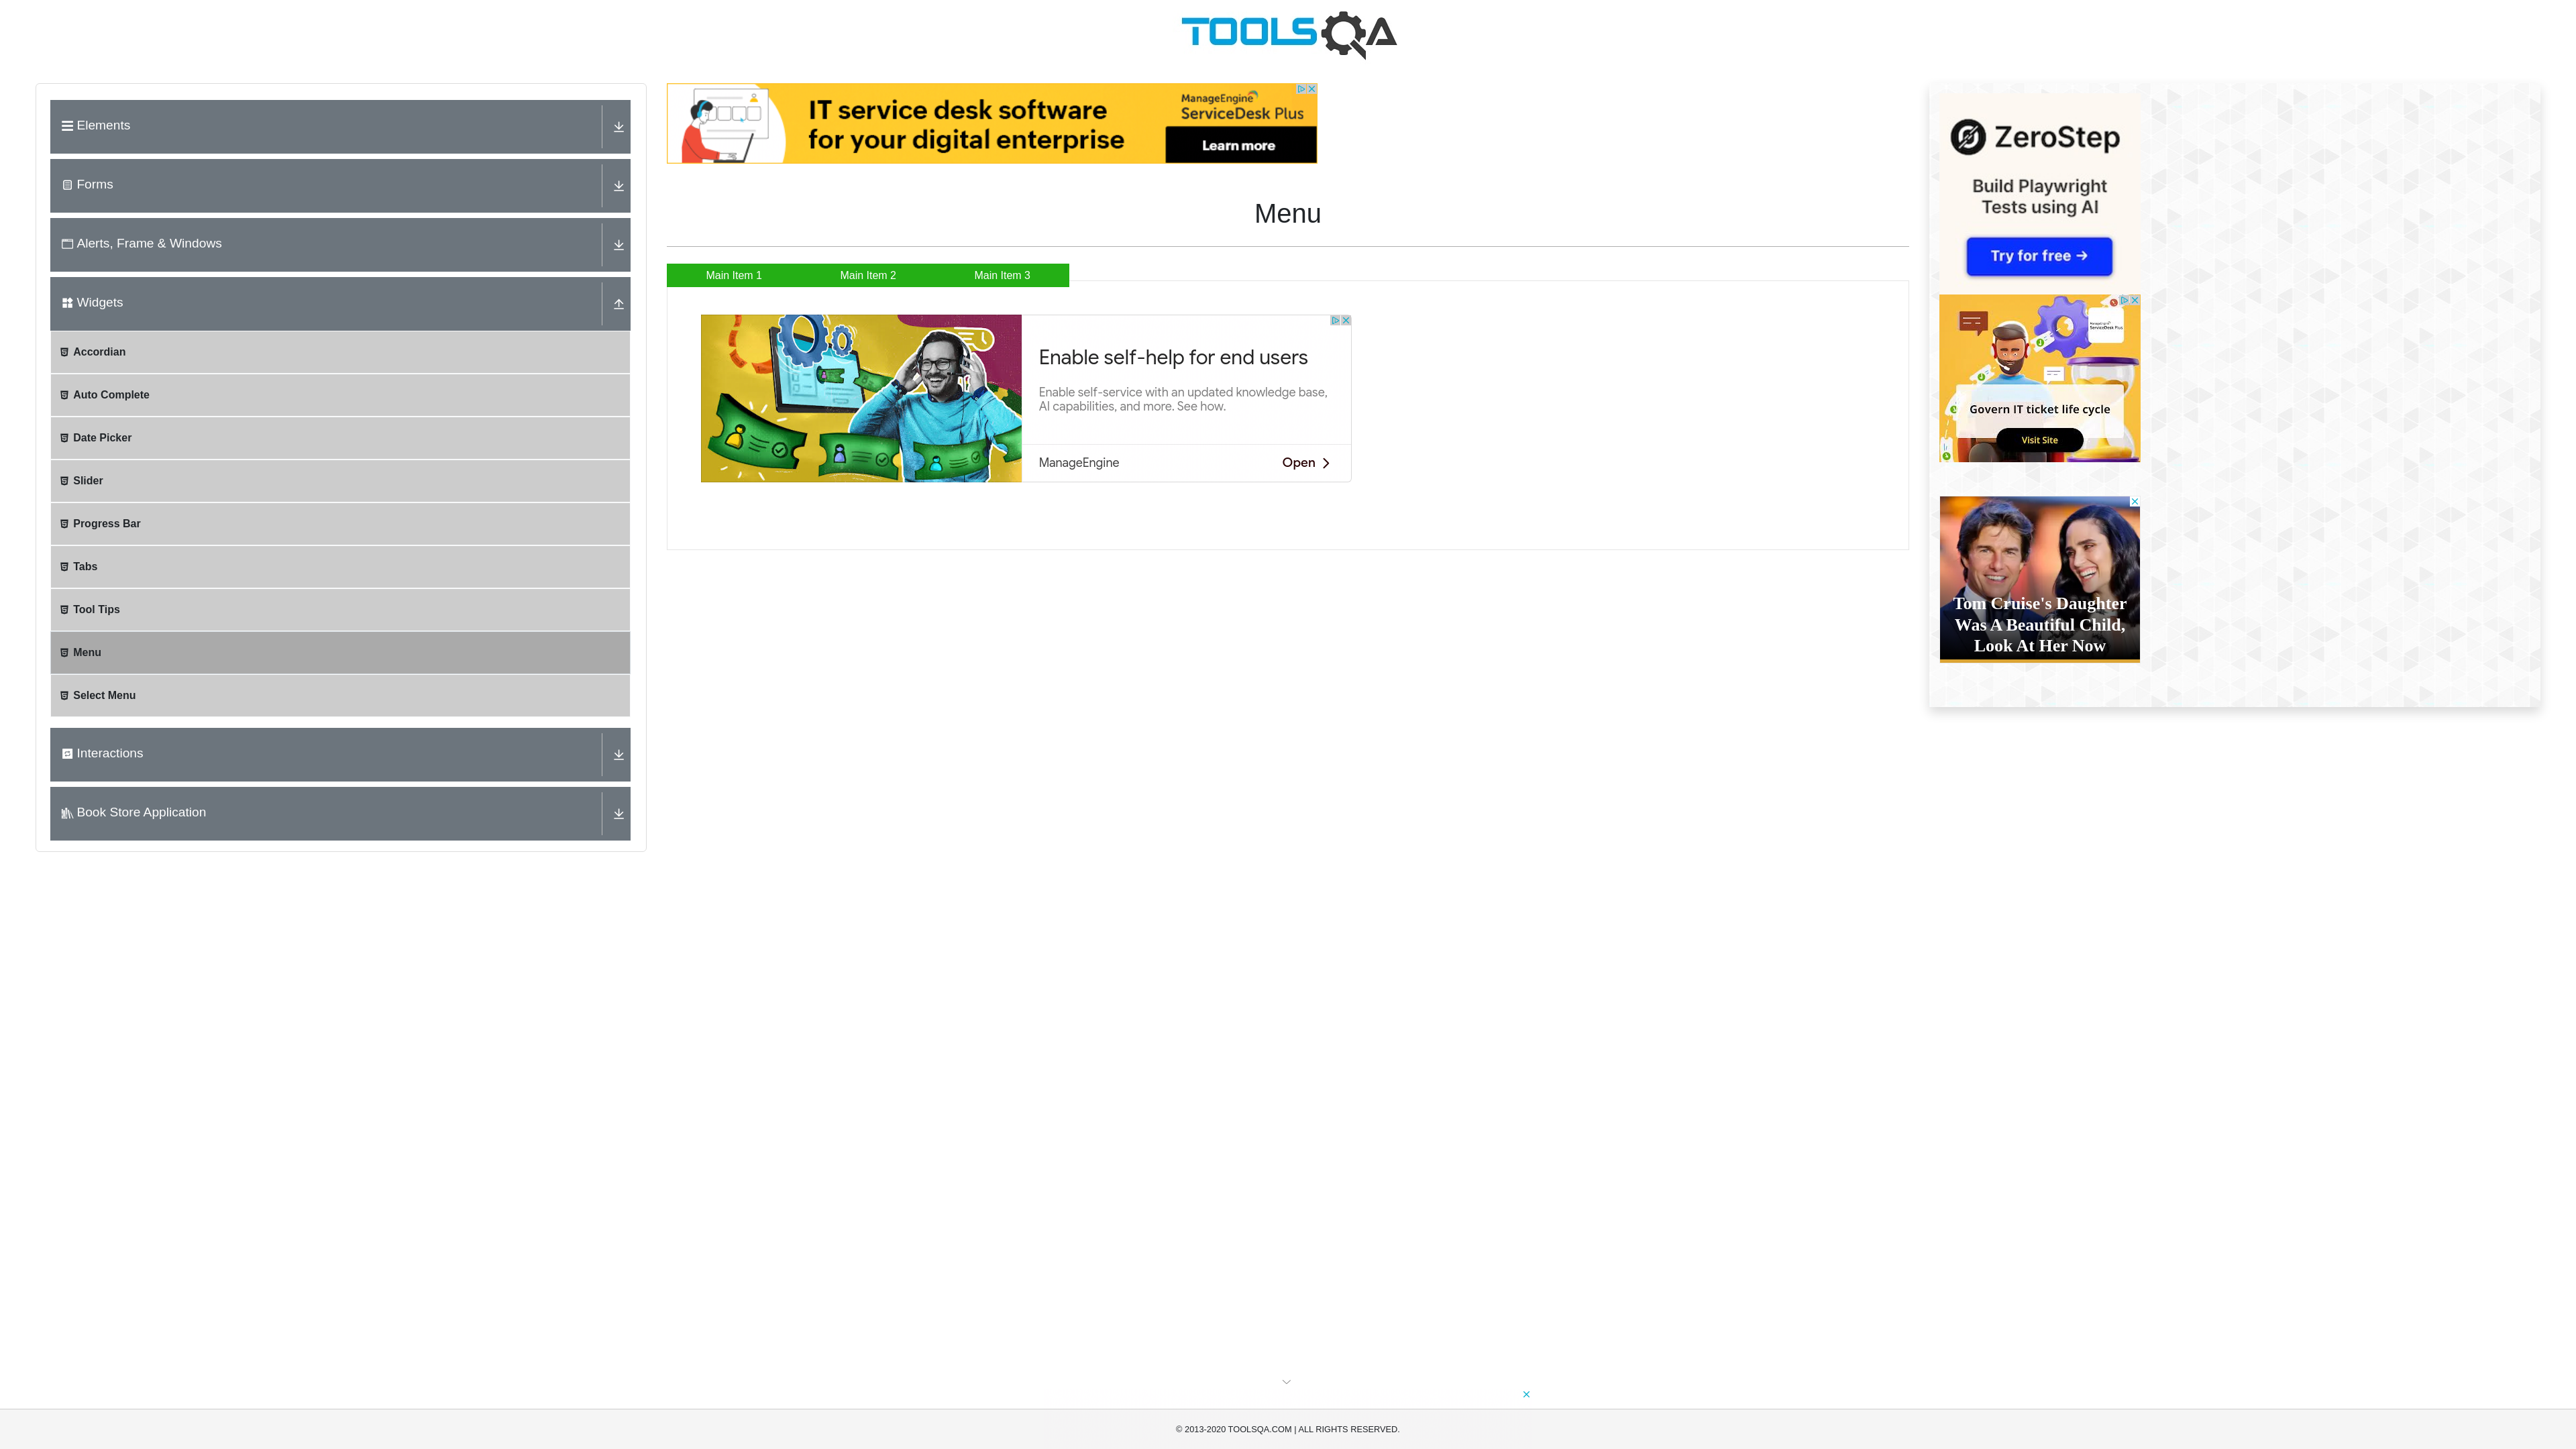 TOOLSQA
Elements
Forms
Alerts, Frame & Windows
Widgets
Accordian
Auto Complete
Date Picker
Slider
Progress Bar
Tabs
Tool Tips
Menu
Select Menu
Interactions
Book Store Application
IT service desk software
for your digital enterprise
ManageEngine
ServiceDesk Plus
Learn more
Menu
Main Item 1
Main Item 2
Main Item 3
Enable self-help for end users
Enable self-service with an updated knowledge base,
AI capabilities, and more. See how.
ManageEngine
Open
ZeroStep
Build Playwright
Tests using AI
Try for free →
ServiceDesk Plus
Govern IT ticket life cycle
Visit Site
Tom Cruise's Daughter
Was A Beautiful Child,
Look At Her Now
© 2013-2020 TOOLSQA.COM | ALL RIGHTS RESERVED.